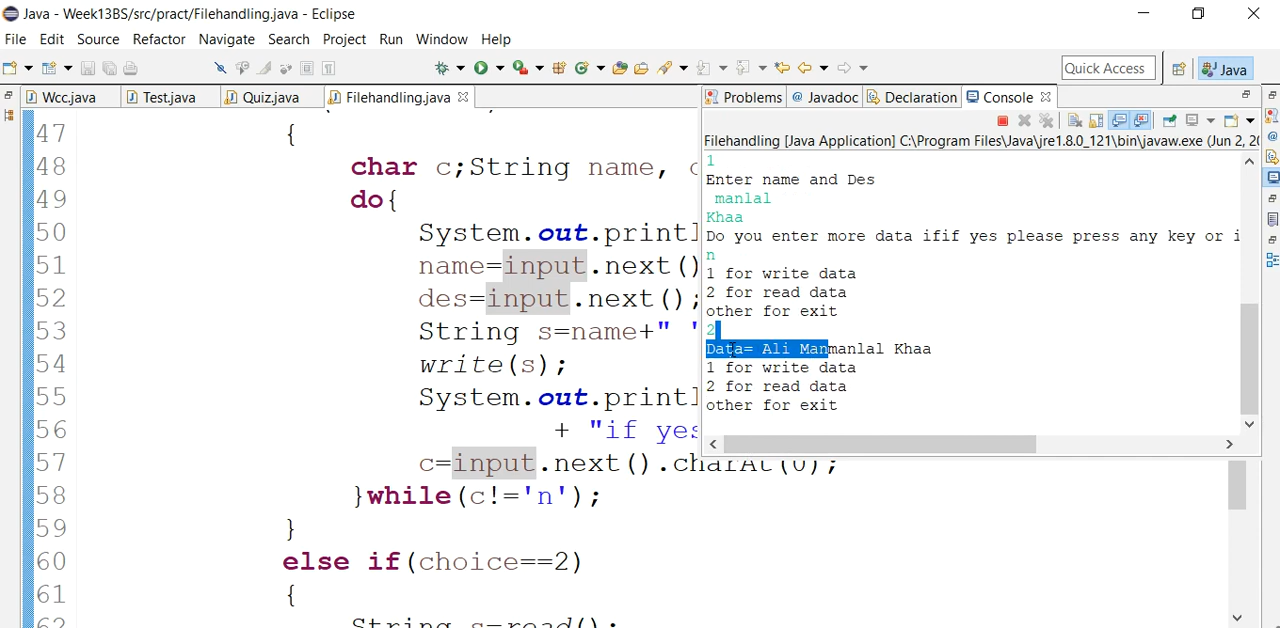 Java - Week13BS/src/pract/Filehandling.java - Eclipse
File Edit Source Refactor Navigate Search Project Run Window Help
Quick Access
Java
Wcc.java Test.java Quiz.java Filehandling.java
Problems @ Javadoc Declaration Console
Filehandling [Java Application] C:\Program Files\Java\jre1.8.0_121\bin\javaw.exe (Jun 2, 20
47 {
48 char c;String name,
49 do{
50 System.out.printl
51 name=input.next()
52 des=input.next();
53 String s=name+" "
54 write(s);
55 System.out.printl
56 + "if yes
57 c=input.next().charAt(0);
58 }while(c!='n');
59 }
60 else if(choice==2)
61 {
62 String s=read();
1
Enter name and Des
manlal
Khaa
Do you enter more data ifif yes please press any key or i
n
1 for write data
2 for read data
other for exit
2
Data= Ali Manmanlal Khaa
1 for write data
2 for read data
other for exit